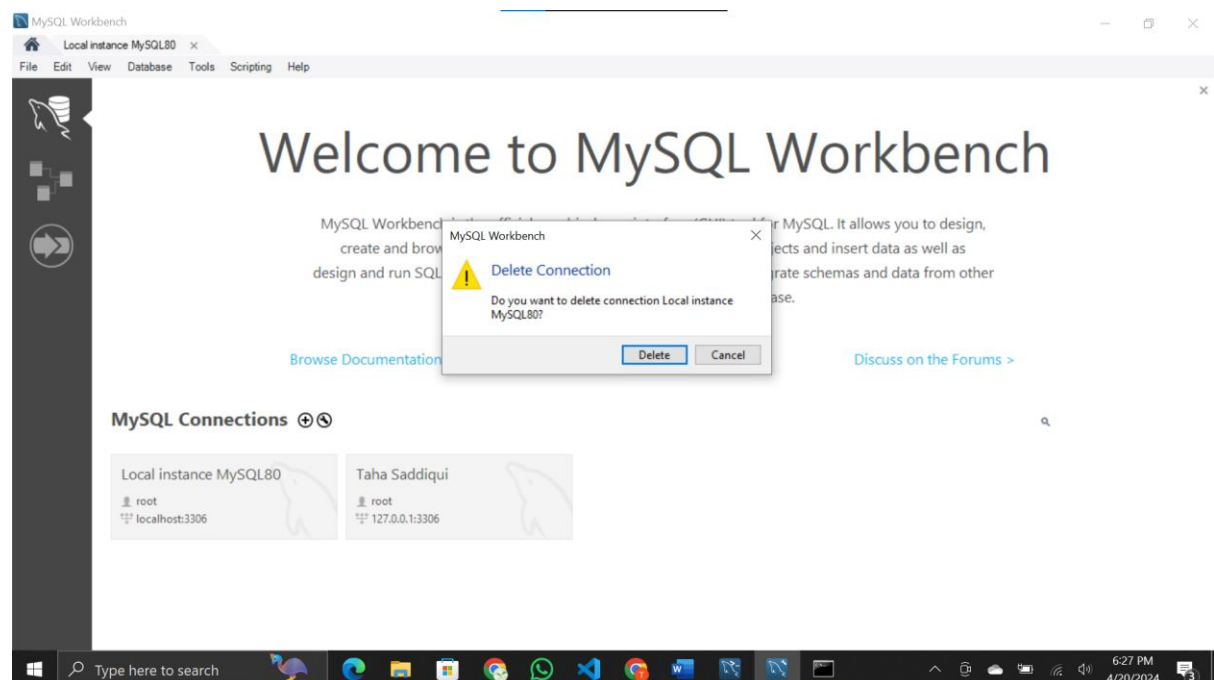 MySQL Workbench
Local instance MySQL80
File Edit View Database Tools Scripting Help
Welcome to MySQL Workbench
MySQL Workbench r MySQL. It allows you to design,
create and brow jects and insert data as well as
design and run SQL grate schemas and data from other
ase.
MySQL Workbench
Delete Connection
Do you want to delete connection Local instance
MySQL80?
Delete Cancel
Browse Documentation Discuss on the Forums >
MySQL Connections
Local instance MySQL80
root
localhost:3306
Taha Saddiqui
root
127.0.0.1:3306
Type here to search
6:27 PM
4/20/2024
3